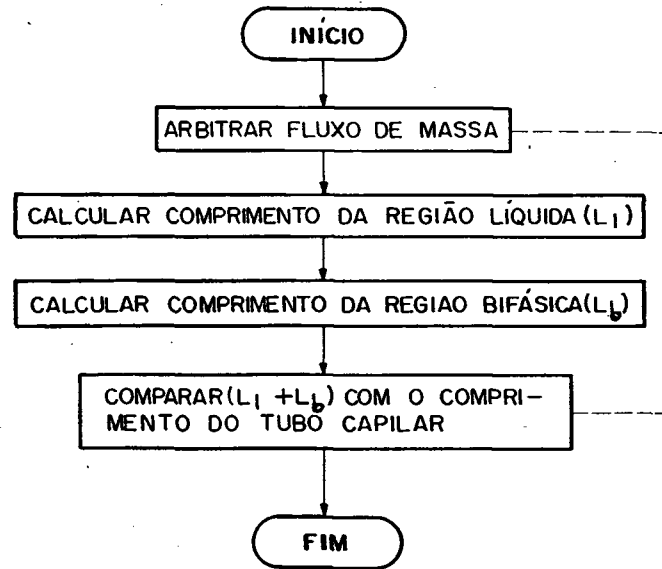 INÍCIO
ARBITRAR FLUXO DE MASSA
CALCULAR COMPRIMENTO DA REGIÃO LÍQUIDA (L₁)
CALCULAR COMPRIMENTO DA REGIAO BIFÁSICA (L_b)
COMPARAR (L₁ + L_b) COM O COMPRI-
MENTO DO TUBO CAPILAR
FIM